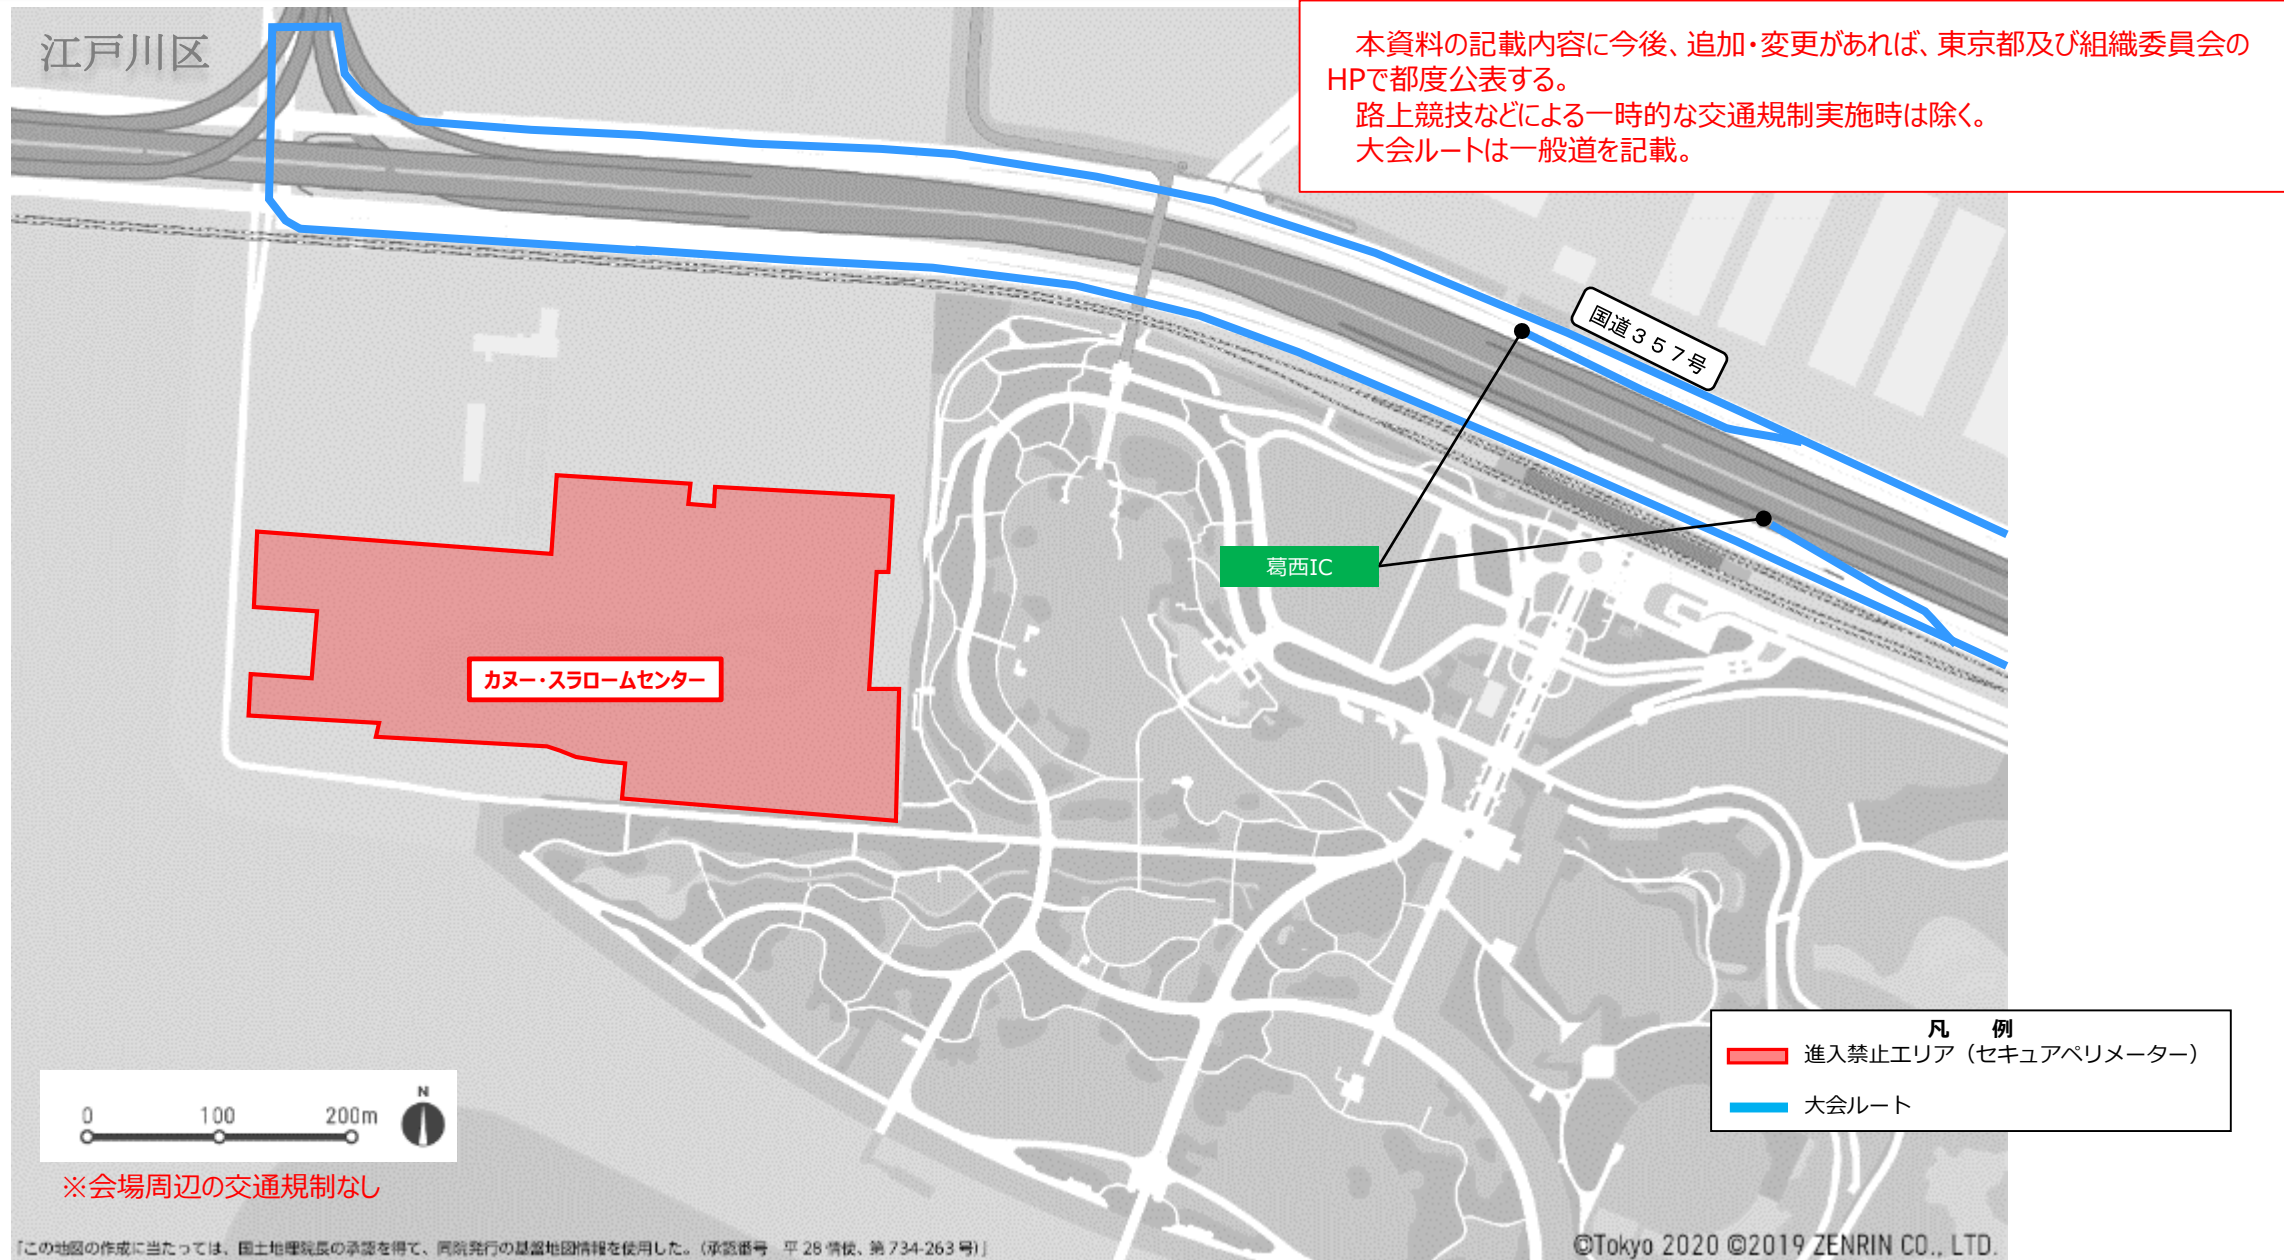 江戸川区
本資料の記載内容に今後、追加・変更があれば、東京都及び組織委員会の
HPで都度公表する。
路上競技などによる一時的な交通規制実施時は除く。
大会ルートは一般道を記載。
国道357号
葛西IC
カヌー・スラロームセンター
凡　例
進入禁止エリア（セキュアペリメーター）
大会ルート
0 100 200m
N
※会場周辺の交通規制なし
「この地図の作成に当たっては、国土地理院長の承認を得て、同院発行の基盤地図情報を使用した。（承認番号　平 28 情使、第 734-263 号）」
©Tokyo 2020 ©2019 ZENRIN CO., LTD.